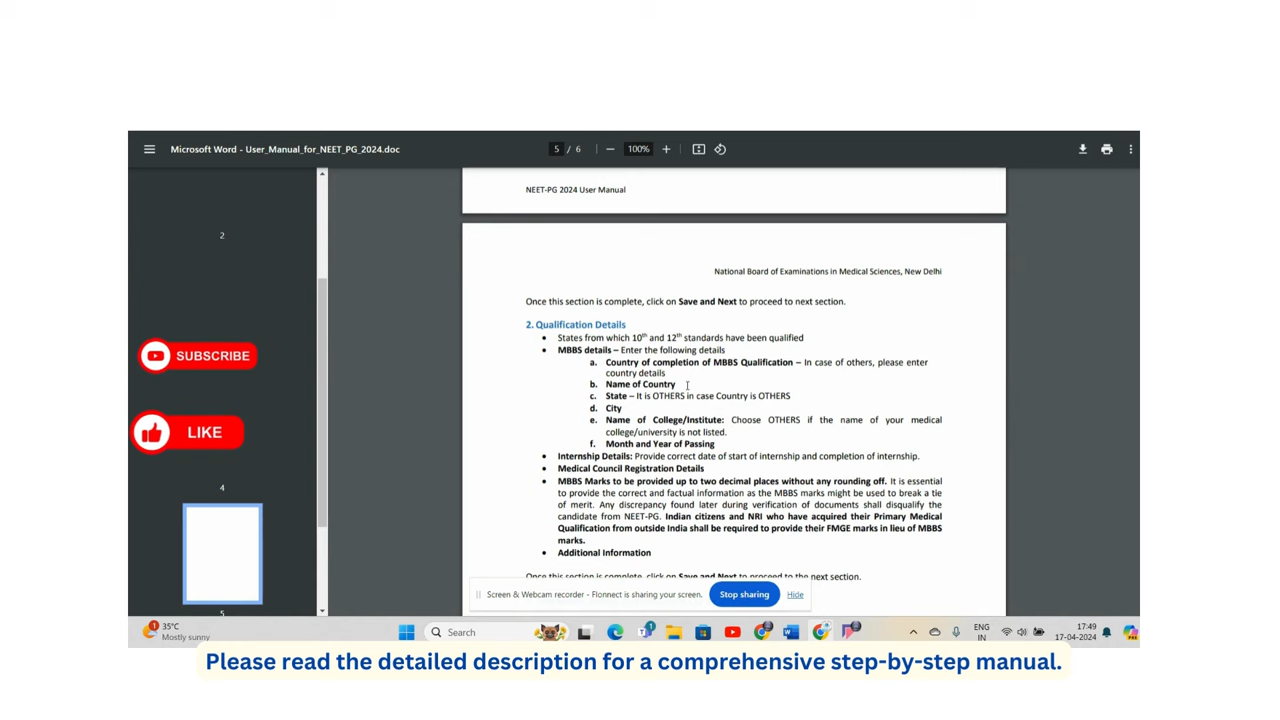 Microsoft Word - User_Manual_for_NEET_PG_2024.doc
5 / 6
100%
NEET-PG 2024 User Manual
2
National Board of Examinations in Medical Sciences, New Delhi
Once this section is complete, click on Save and Next to proceed to next section.
2. Qualification Details
• States from which 10th and 12th standards have been qualified
• MBBS details – Enter the following details
a. Country of completion of MBBS Qualification – In case of others, please enter
country details
b. Name of Country
c. State – It is OTHERS in case Country is OTHERS
d. City
e. Name of College/Institute: Choose OTHERS if the name of your medical
college/university is not listed.
f. Month and Year of Passing
• Internship Details: Provide correct date of start of internship and completion of internship.
• Medical Council Registration Details
• MBBS Marks to be provided up to two decimal places without any rounding off. It is essential
to provide the correct and factual information as the MBBS marks might be used to break a tie
of merit. Any discrepancy found later during verification of documents shall disqualify the
candidate from NEET-PG. Indian citizens and NRI who have acquired their Primary Medical
Qualification from outside India shall be required to provide their FMGE marks in lieu of MBBS
marks.
• Additional Information
Once this section is complete, click on Save and Next to proceed to the next section.
SUBSCRIBE
LIKE
4
5
Screen & Webcam recorder - Flonnect is sharing your screen.
Stop sharing
Hide
1
35°C
Mostly sunny
Search
1
ENG
IN
17:49
17-04-2024
Please read the detailed description for a comprehensive step-by-step manual.